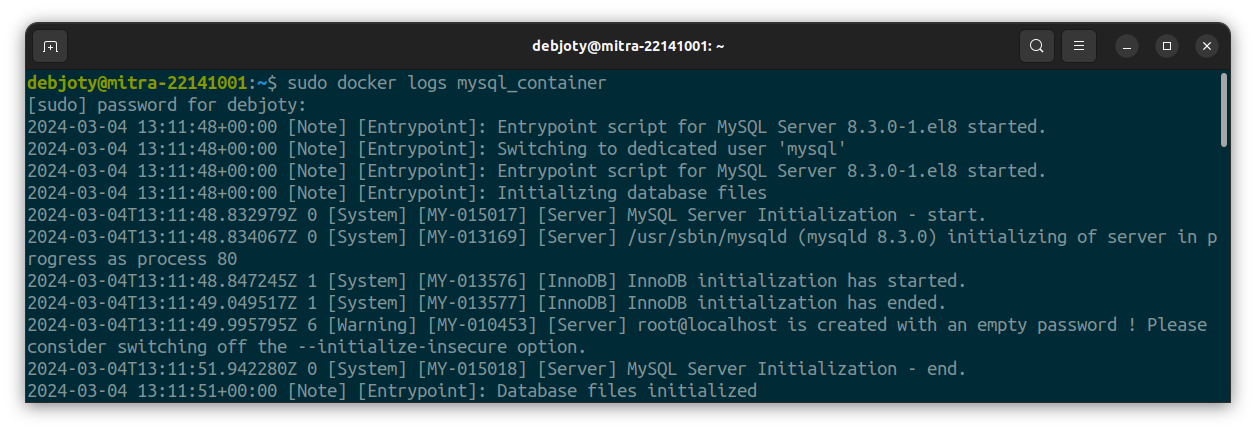 debjoty@mitra-22141001: ~
debjoty@mitra-22141001:~$ sudo docker logs mysql_container
[sudo] password for debjoty:
2024-03-04 13:11:48+00:00 [Note] [Entrypoint]: Entrypoint script for MySQL Server 8.3.0-1.el8 started.
2024-03-04 13:11:48+00:00 [Note] [Entrypoint]: Switching to dedicated user 'mysql'
2024-03-04 13:11:48+00:00 [Note] [Entrypoint]: Entrypoint script for MySQL Server 8.3.0-1.el8 started.
2024-03-04 13:11:48+00:00 [Note] [Entrypoint]: Initializing database files
2024-03-04T13:11:48.832979Z 0 [System] [MY-015017] [Server] MySQL Server Initialization - start.
2024-03-04T13:11:48.834067Z 0 [System] [MY-013169] [Server] /usr/sbin/mysqld (mysqld 8.3.0) initializing of server in p
rogress as process 80
2024-03-04T13:11:48.847245Z 1 [System] [MY-013576] [InnoDB] InnoDB initialization has started.
2024-03-04T13:11:49.049517Z 1 [System] [MY-013577] [InnoDB] InnoDB initialization has ended.
2024-03-04T13:11:49.995795Z 6 [Warning] [MY-010453] [Server] root@localhost is created with an empty password ! Please
consider switching off the --initialize-insecure option.
2024-03-04T13:11:51.942280Z 0 [System] [MY-015018] [Server] MySQL Server Initialization - end.
2024-03-04 13:11:51+00:00 [Note] [Entrypoint]: Database files initialized